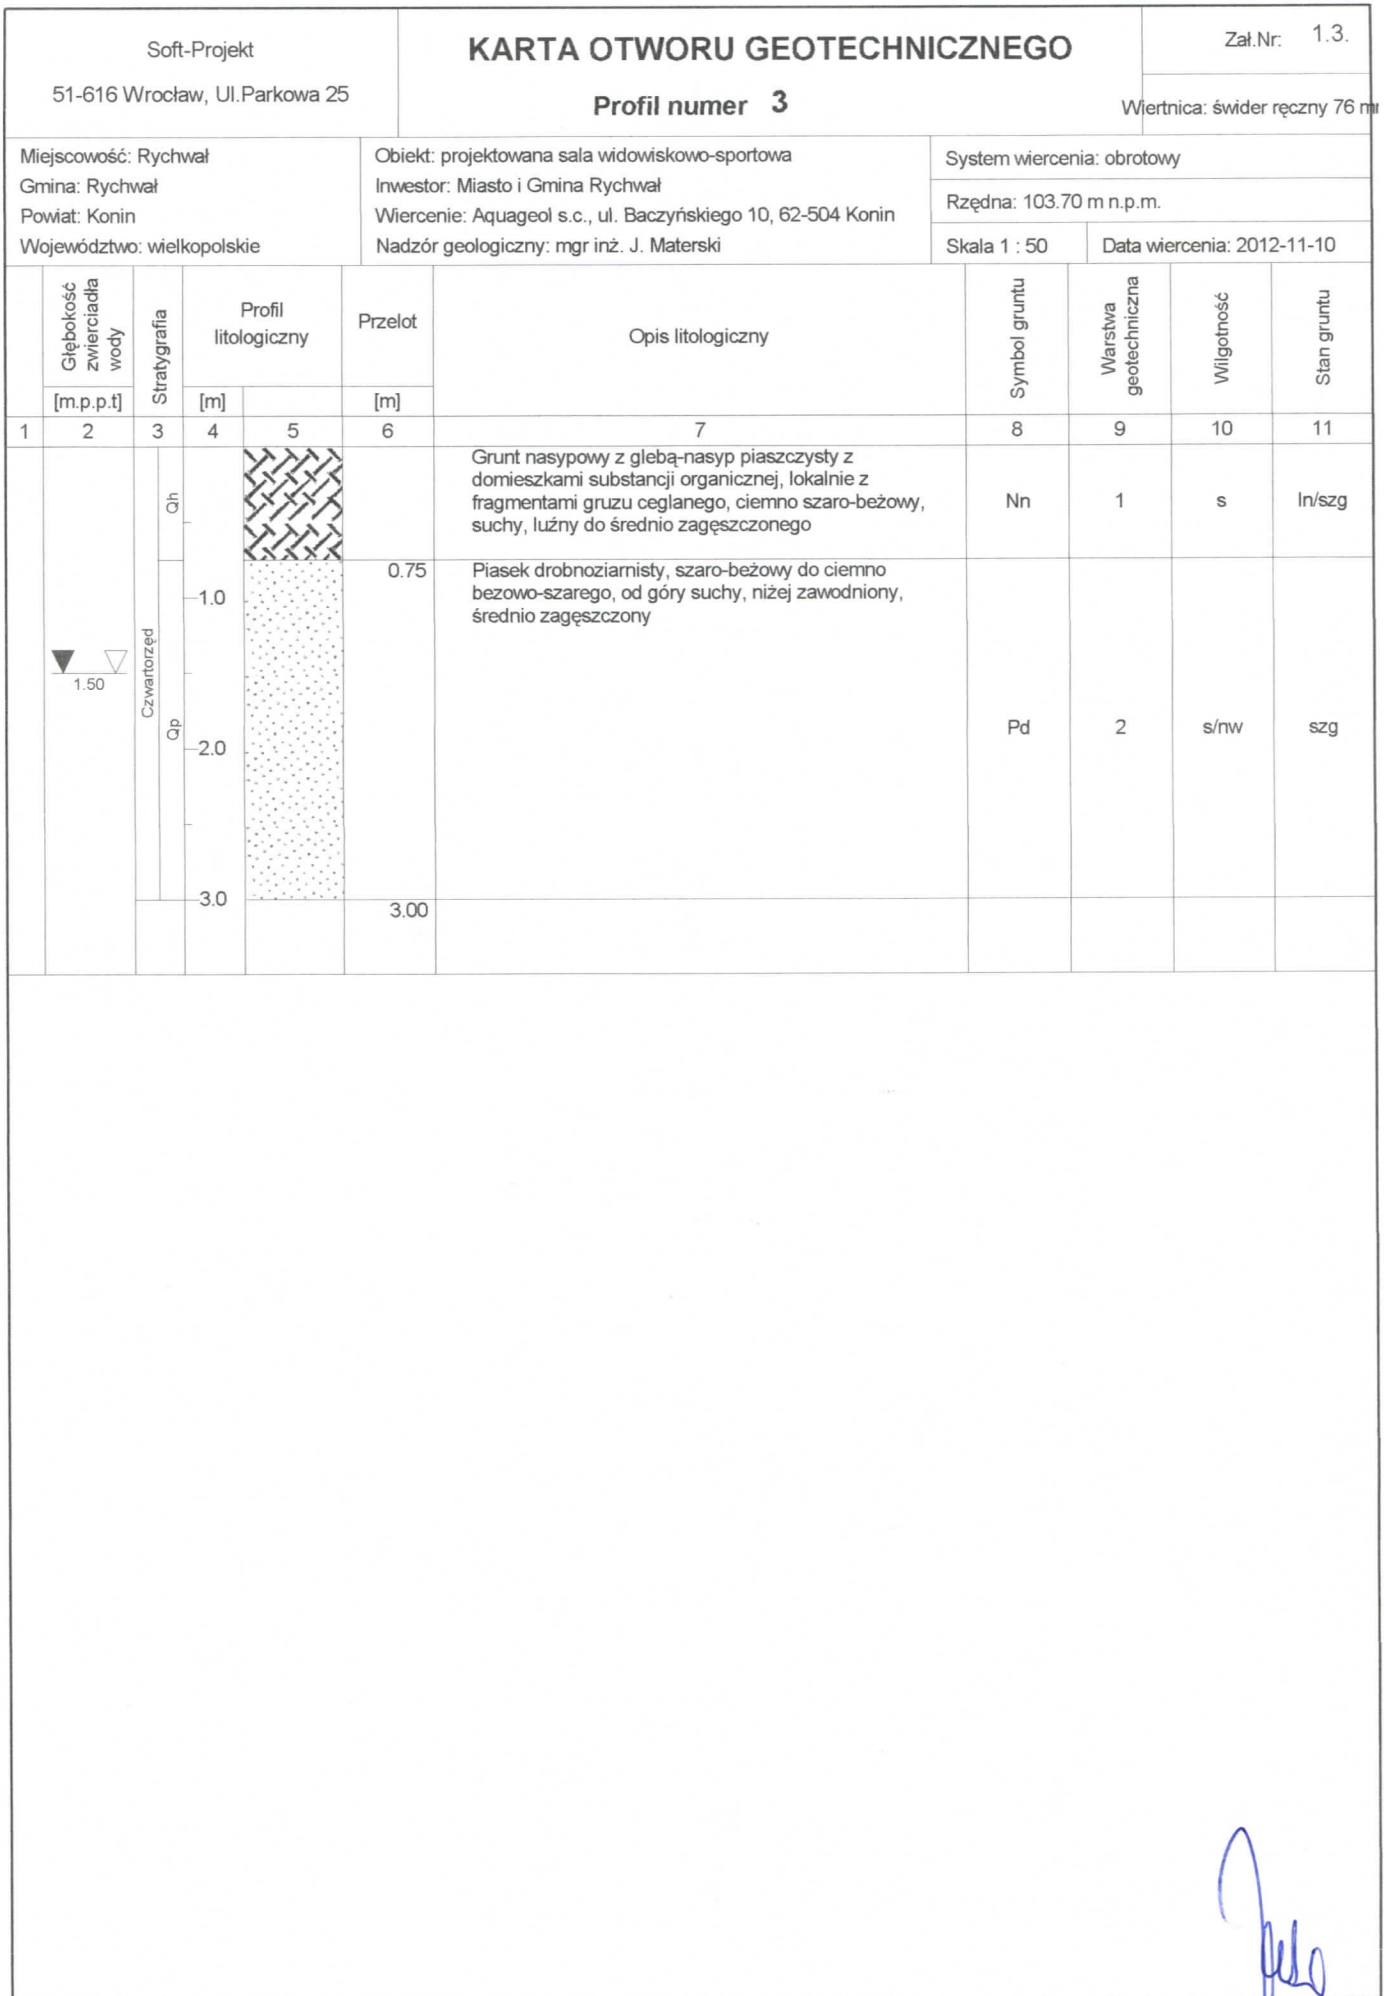 Soft-Projekt
51-616 Wrocław, Ul.Parkowa 25
KARTA OTWORU GEOTECHNICZNEGO
Profil numer 3
Zał.Nr: 1.3.
Wiertnica: świder ręczny 76 m
Miejscowość: Rychwał
Gmina: Rychwał
Powiat: Konin
Województwo: wielkopolskie
Obiekt: projektowana sala widowiskowo-sportowa
Inwestor: Miasto i Gmina Rychwał
Wiercenie: Aquageol s.c., ul. Baczyńskiego 10, 62-504 Konin
Nadzór geologiczny: mgr inż. J. Materski
System wiercenia: obrotowy
Rzędna: 103.70 m n.p.m.
Skala 1 : 50
Data wiercenia: 2012-11-10
Głębokość
zwierciadła
wody
[m.p.p.t]
Stratygrafia
Profil
litologiczny
[m]
Przelot
[m]
Opis litologiczny
Symbol gruntu
Warstwa
geotechniczna
Wilgotność
Stan gruntu
1 2 3 4 5 6 7 8 9 10 11
Qh
Grunt nasypowy z glebą-nasyp piaszczysty z
domieszkami substancji organicznej, lokalnie z
fragmentami gruzu ceglanego, ciemno szaro-beżowy,
suchy, luźny do średnio zagęszczonego
Nn 1 s ln/szg
0.75
Piasek drobnoziarnisty, szaro-beżowy do ciemno
bezowo-szarego, od góry suchy, niżej zawodniony,
średnio zagęszczony
1.0
1.50
Czwartorzęd
Qp
2.0
Pd 2 s/nw szg
3.0
3.00